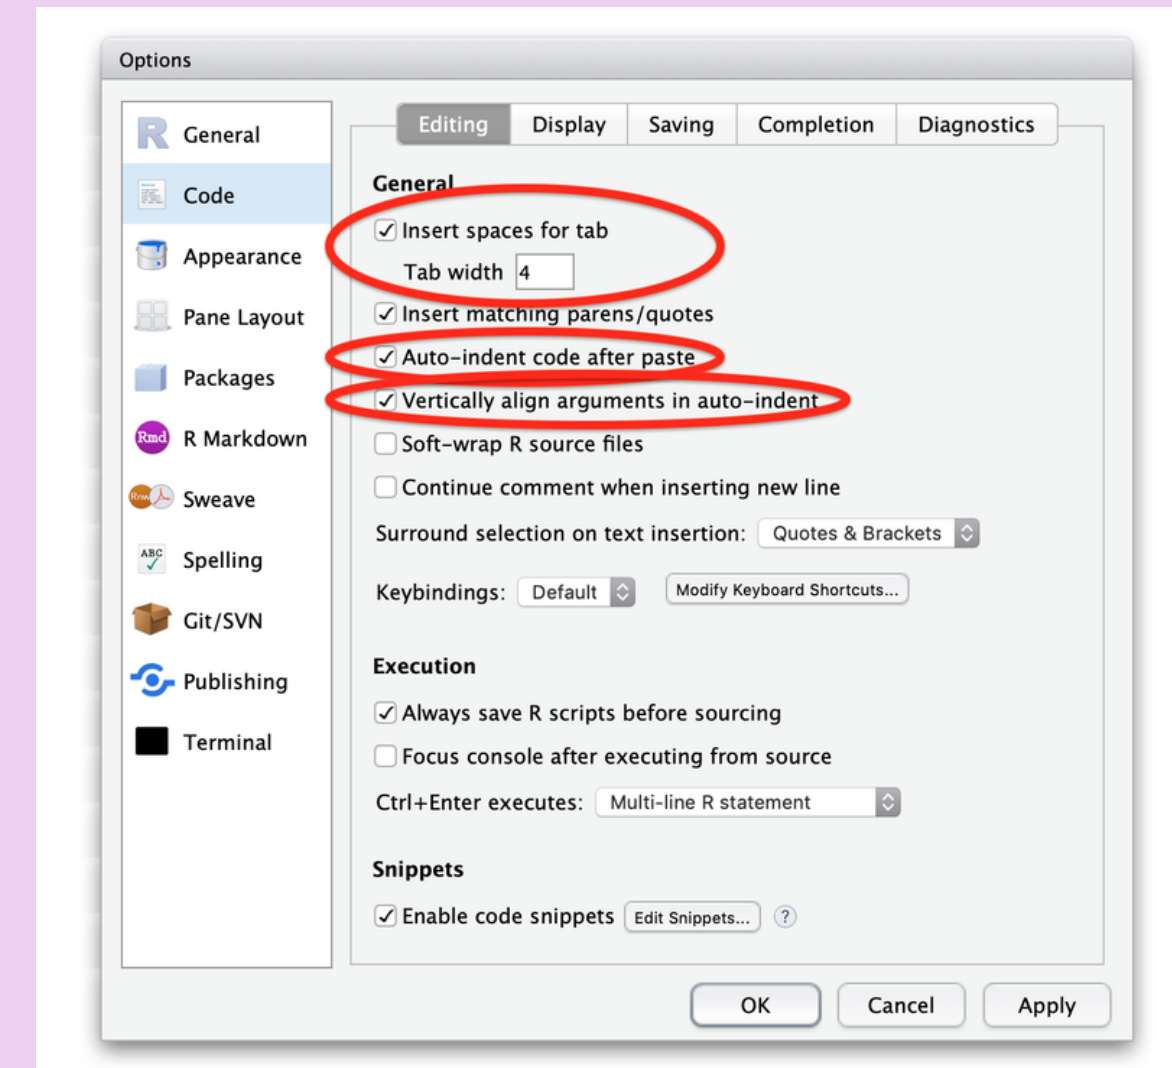 Options
General
Code
Appearance
Pane Layout
Packages
Rmd R Markdown
Rnw Sweave
ABC Spelling
Git/SVN
Publishing
Terminal
Editing Display Saving Completion Diagnostics
General
Insert spaces for tab
Tab width 4
Insert matching parens/quotes
Auto-indent code after paste
Vertically align arguments in auto-indent
Soft-wrap R source files
Continue comment when inserting new line
Surround selection on text insertion: Quotes & Brackets
Keybindings: Default Modify Keyboard Shortcuts...
Execution
Always save R scripts before sourcing
Focus console after executing from source
Ctrl+Enter executes: Multi-line R statement
Snippets
Enable code snippets Edit Snippets... ?
OK Cancel Apply